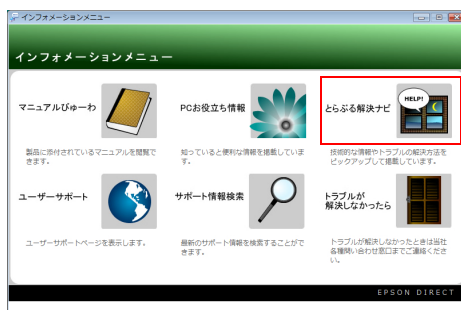 インフォメーションメニュー
インフォメーションメニュー
マニュアルびゅーわ
製品に添付されているマニュアルを閲覧で
きます。
PCお役立ち情報
知っていると便利な情報を掲載していま
す。
とらぶる解決ナビ
HELP!
技術的な情報やトラブルの解決方法を
ピックアップして掲載しています。
ユーザーサポート
ユーザーサポートページを表示します。
サポート情報検索
最新のサポート情報を検索することがで
きます。
トラブルが
解決しなかったら
トラブルが解決しなかったときは当社
各種問い合わせ窓口までご連絡くださ
い。
EPSON DIRECT